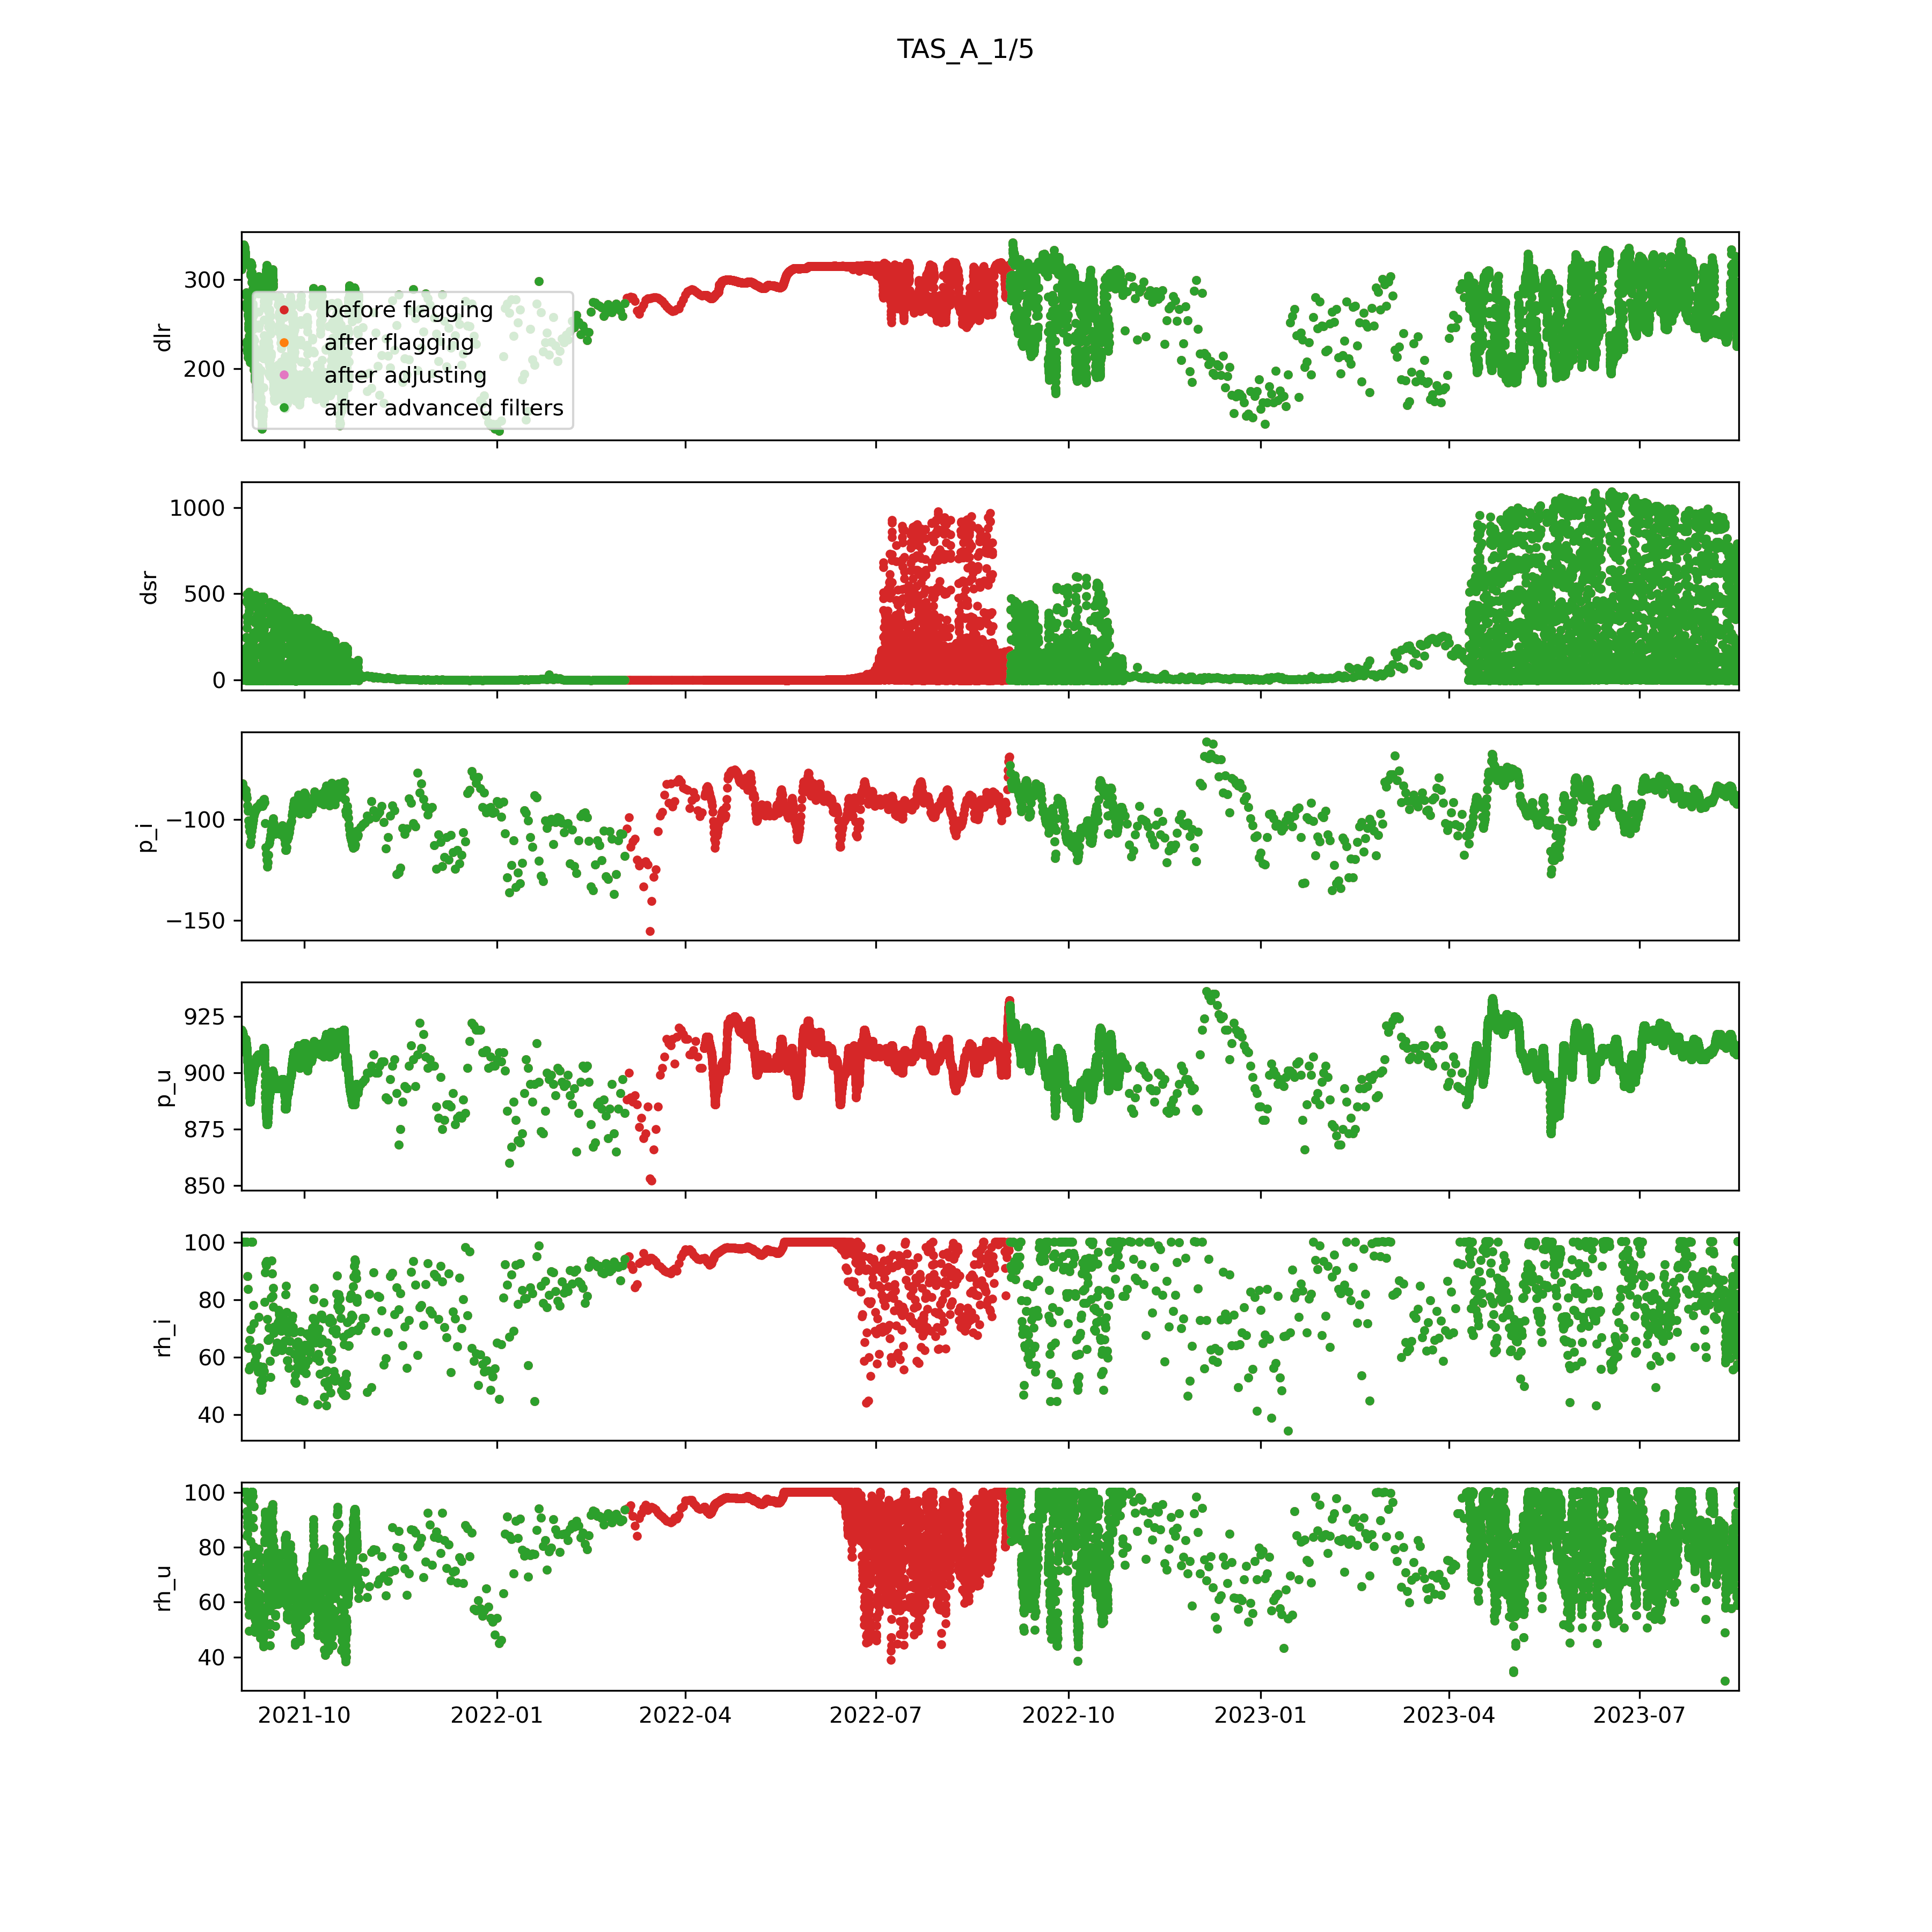 TAS_A_1/5
300
200
dlr
before flagging
after flagging
after adjusting
after advanced filters
1000
500
0
dsr
−100
−150
p_i
925
900
875
850
p_u
100
80
60
40
rh_i
100
80
60
40
rh_u
2021-10 2022-01 2022-04 2022-07 2022-10 2023-01 2023-04 2023-07